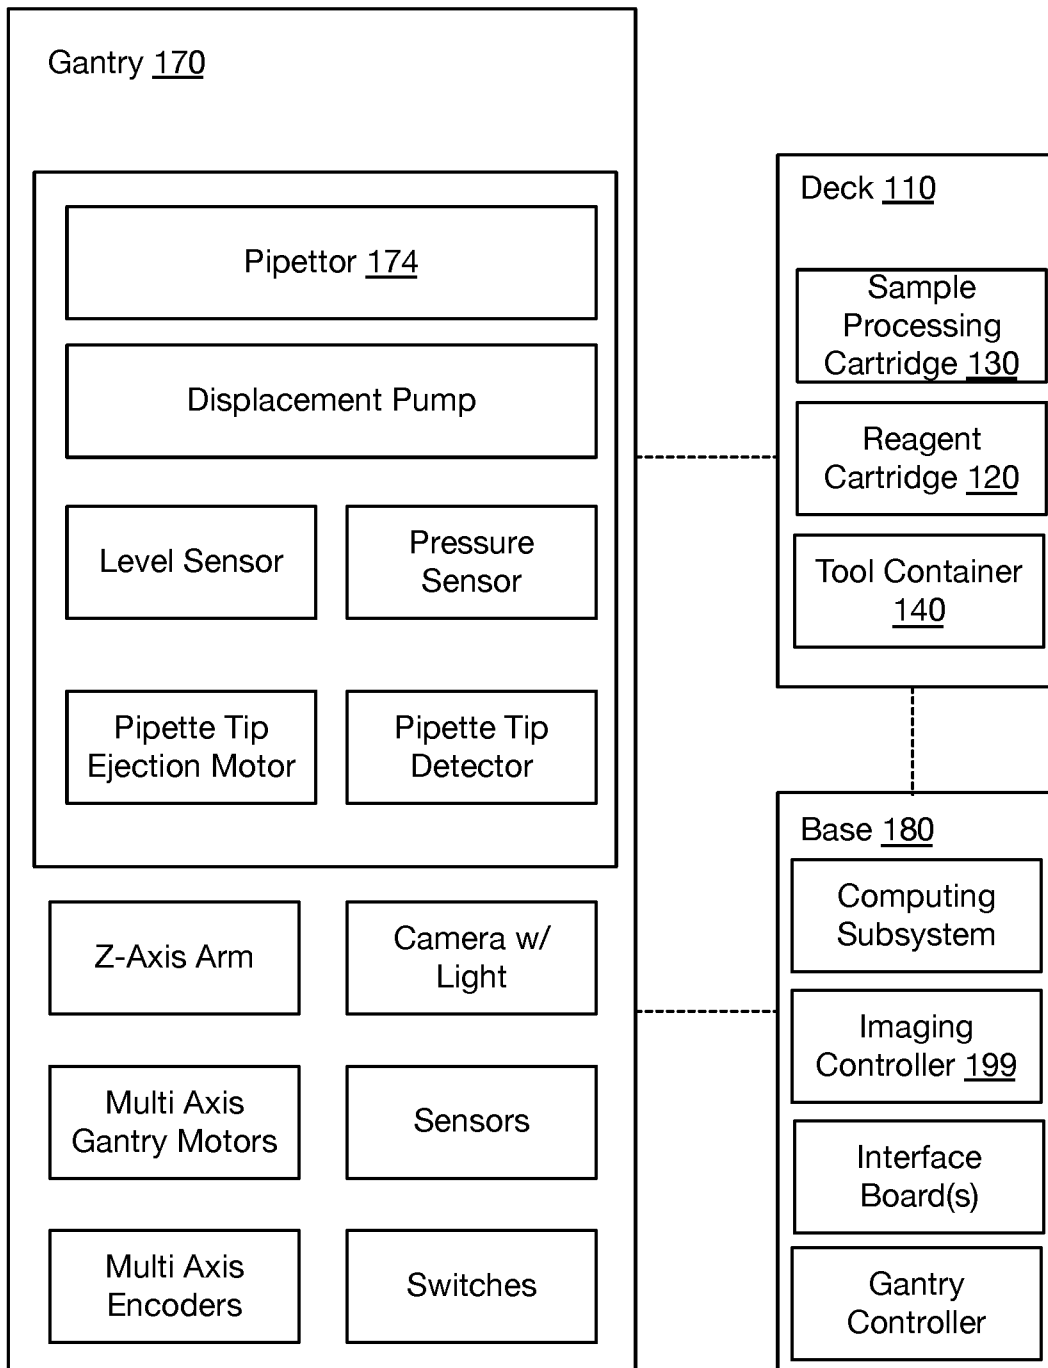 Gantry 170
Pipettor 174
Displacement Pump
Level Sensor
Pressure
Sensor
Pipette Tip
Ejection Motor
Pipette Tip
Detector
Z-Axis Arm
Camera w/
Light
Multi Axis
Gantry Motors
Sensors
Multi Axis
Encoders
Switches
Deck 110
Sample
Processing
Cartridge 130
Reagent
Cartridge 120
Tool Container
140
Base 180
Computing
Subsystem
Imaging
Controller 199
Interface
Board(s)
Gantry
Controller